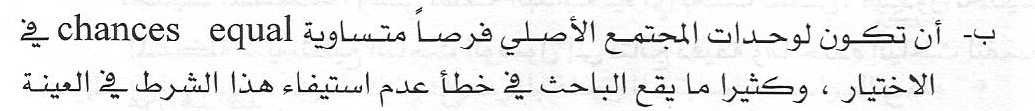 ب- أن تكون لوحدات المجتمع الأصلي فرصاً متساوية chances equal في
الاختيار ، وكثيرا ما يقع الباحث في خطأ عدم استيفاء هذا الشرط في العينة